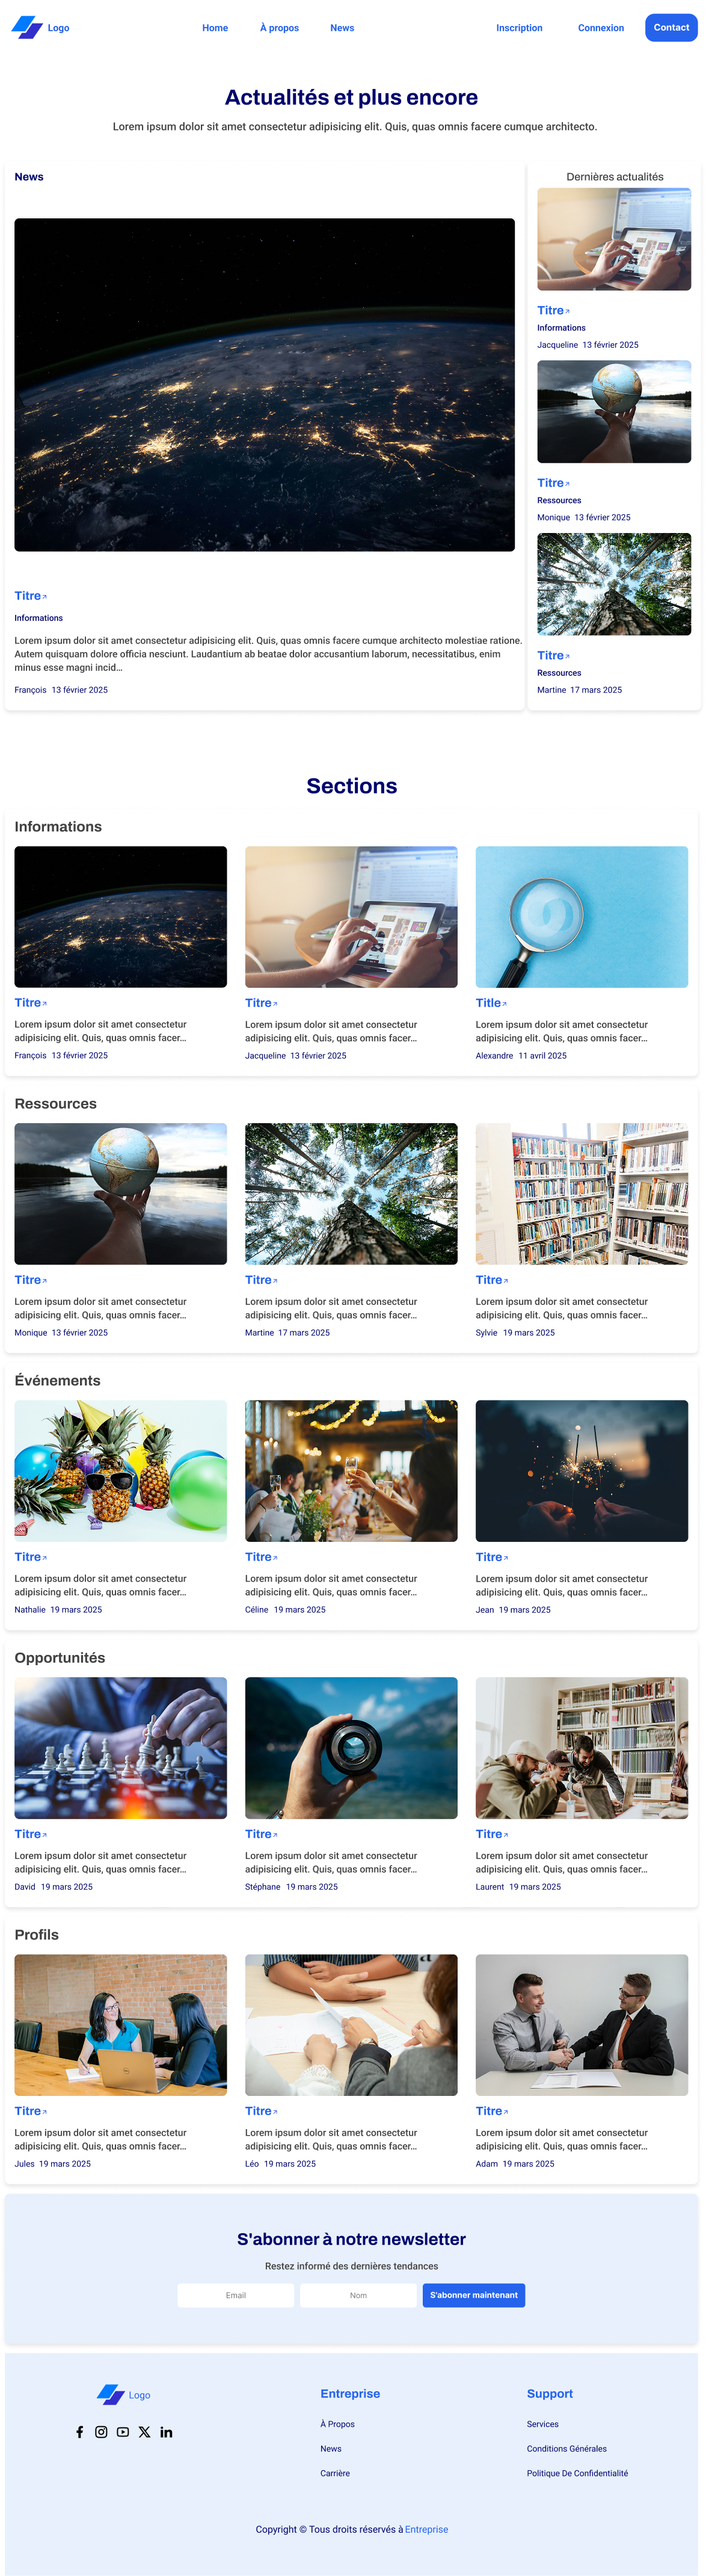 Logo
Home
À propos
News
Inscription
Connexion
Contact
Actualités et plus encore
Lorem ipsum dolor sit amet consectetur adipisicing elit. Quis, quas omnis facere cumque architecto.
News
Titre
Informations
Lorem ipsum dolor sit amet consectetur adipisicing elit. Quis, quas omnis facere cumque architecto molestiae ratione.
Autem quisquam dolore officia nesciunt. Laudantium ab beatae dolor accusantium laborum, necessitatibus, enim
minus esse magni incid...
François 13 février 2025
Dernières actualités
Titre
Informations
Jacqueline 13 février 2025
Titre
Ressources
Monique 13 février 2025
Titre
Ressources
Martine 17 mars 2025
Sections
Informations
Titre
Lorem ipsum dolor sit amet consectetur
adipisicing elit. Quis, quas omnis facer...
François 13 février 2025
Titre
Lorem ipsum dolor sit amet consectetur
adipisicing elit. Quis, quas omnis facer...
Jacqueline 13 février 2025
Title
Lorem ipsum dolor sit amet consectetur
adipisicing elit. Quis, quas omnis facer...
Alexandre 11 avril 2025
Ressources
Titre
Lorem ipsum dolor sit amet consectetur
adipisicing elit. Quis, quas omnis facer...
Monique 13 février 2025
Titre
Lorem ipsum dolor sit amet consectetur
adipisicing elit. Quis, quas omnis facer...
Martine 17 mars 2025
Titre
Lorem ipsum dolor sit amet consectetur
adipisicing elit. Quis, quas omnis facer...
Sylvie 19 mars 2025
Événements
Titre
Lorem ipsum dolor sit amet consectetur
adipisicing elit. Quis, quas omnis facer...
Nathalie 19 mars 2025
Titre
Lorem ipsum dolor sit amet consectetur
adipisicing elit. Quis, quas omnis facer...
Céline 19 mars 2025
Titre
Lorem ipsum dolor sit amet consectetur
adipisicing elit. Quis, quas omnis facer...
Jean 19 mars 2025
Opportunités
Titre
Lorem ipsum dolor sit amet consectetur
adipisicing elit. Quis, quas omnis facer...
David 19 mars 2025
Titre
Lorem ipsum dolor sit amet consectetur
adipisicing elit. Quis, quas omnis facer...
Stéphane 19 mars 2025
Titre
Lorem ipsum dolor sit amet consectetur
adipisicing elit. Quis, quas omnis facer...
Laurent 19 mars 2025
Profils
Titre
Lorem ipsum dolor sit amet consectetur
adipisicing elit. Quis, quas omnis facer...
Jules 19 mars 2025
Titre
Lorem ipsum dolor sit amet consectetur
adipisicing elit. Quis, quas omnis facer...
Léo 19 mars 2025
Titre
Lorem ipsum dolor sit amet consectetur
adipisicing elit. Quis, quas omnis facer...
Adam 19 mars 2025
S'abonner à notre newsletter
Restez informé des dernières tendances
Email
Nom
S'abonner maintenant
Logo
Entreprise
À Propos
News
Carrière
Support
Services
Conditions Générales
Politique De Confidentialité
Copyright © Tous droits réservés à Entreprise